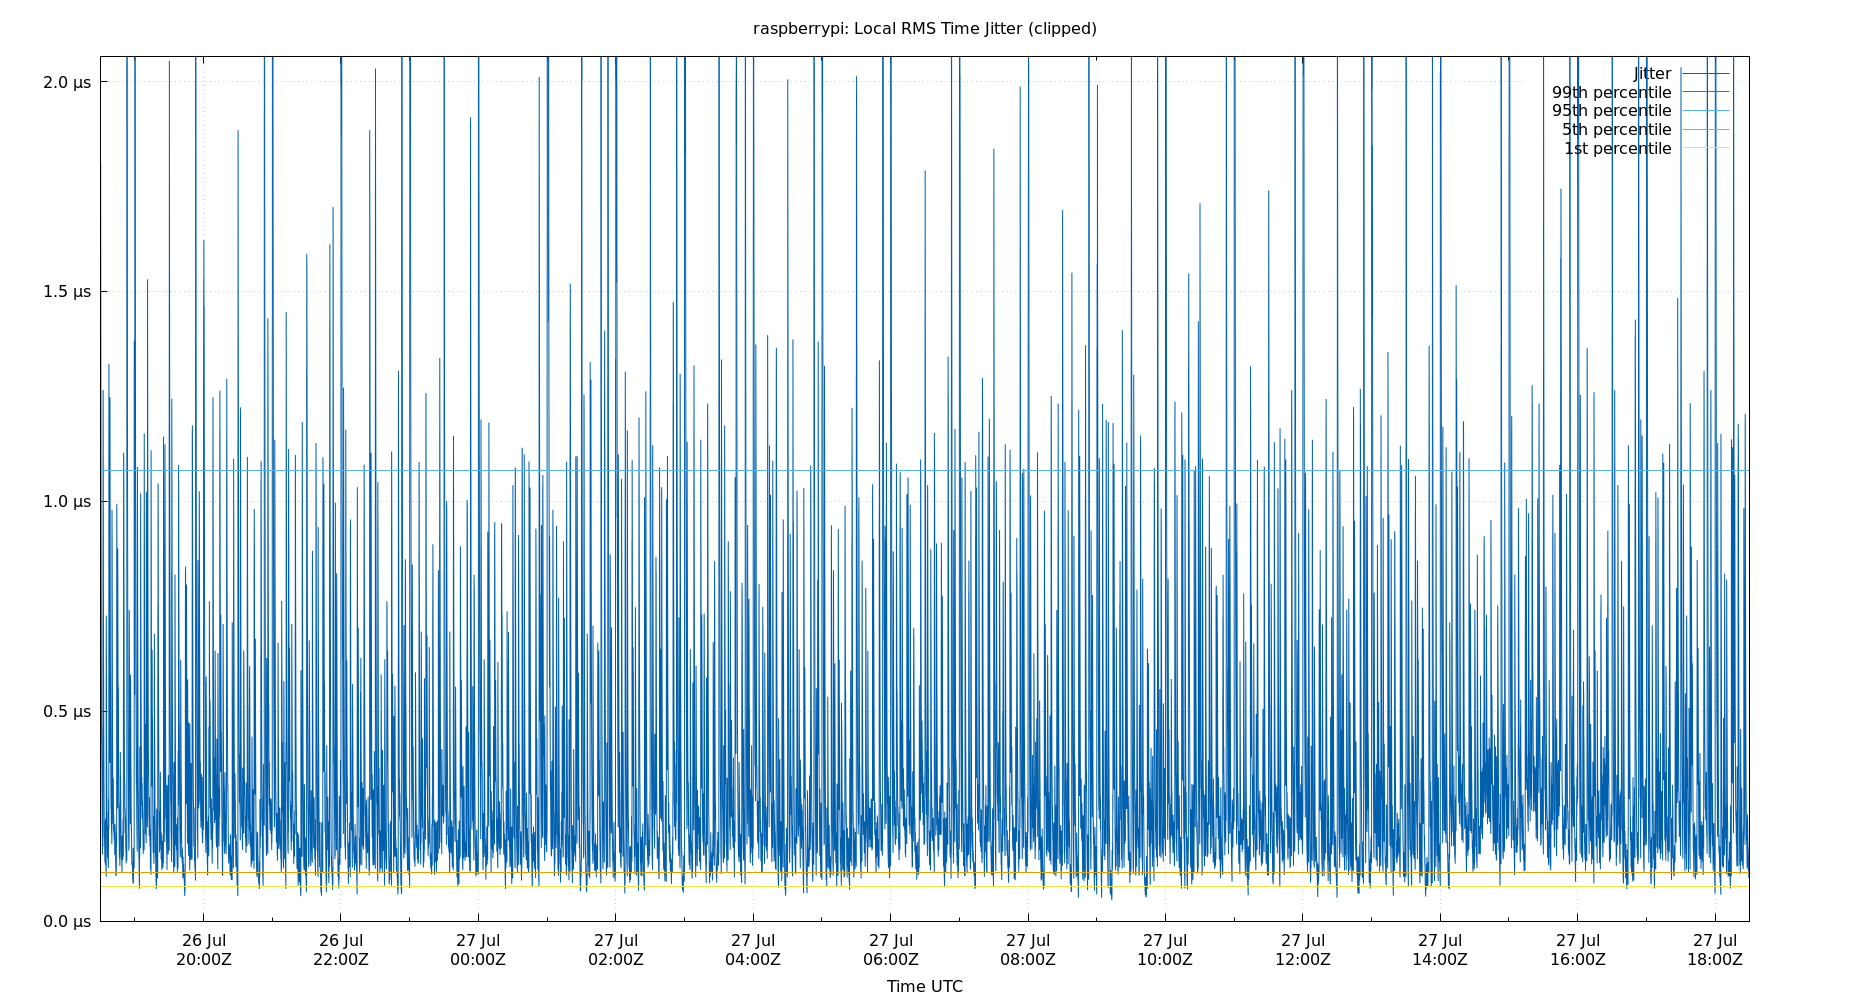 raspberrypi: Local RMS Time Jitter (clipped)
2.0 μs
1.5 μs
1.0 μs
0.5 μs
0.0 μs
Jitter
99th percentile
95th percentile
5th percentile
1st percentile
26 Jul 26 Jul 27 Jul 27 Jul 27 Jul 27 Jul 27 Jul 27 Jul 27 Jul 27 Jul 27 Jul 27 Jul
20:00Z 22:00Z 00:00Z 02:00Z 04:00Z 06:00Z 08:00Z 10:00Z 12:00Z 14:00Z 16:00Z 18:00Z
Time UTC